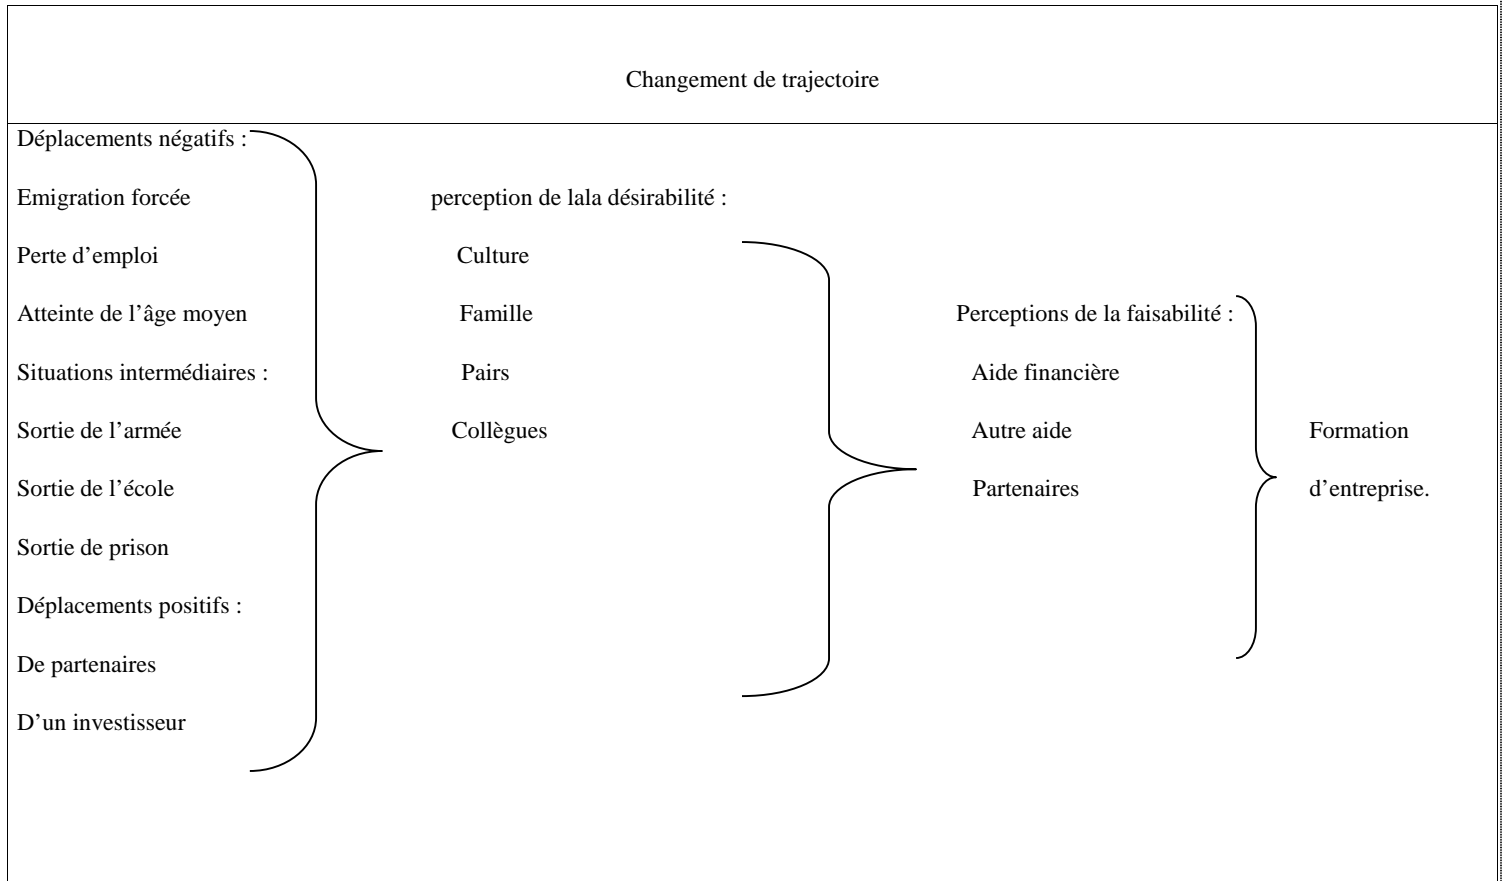 Changement de trajectoire
Déplacements négatifs :
Emigration forcée
Perte d’emploi
Atteinte de l’âge moyen
Situations intermédiaires :
Sortie de l’armée
Sortie de l’école
Sortie de prison
Déplacements positifs :
De partenaires
D’un investisseur
perception de lala désirabilité :
Culture
Famille
Pairs
Collègues
Perceptions de la faisabilité :
Aide financière
Autre aide
Partenaires
Formation
d’entreprise.